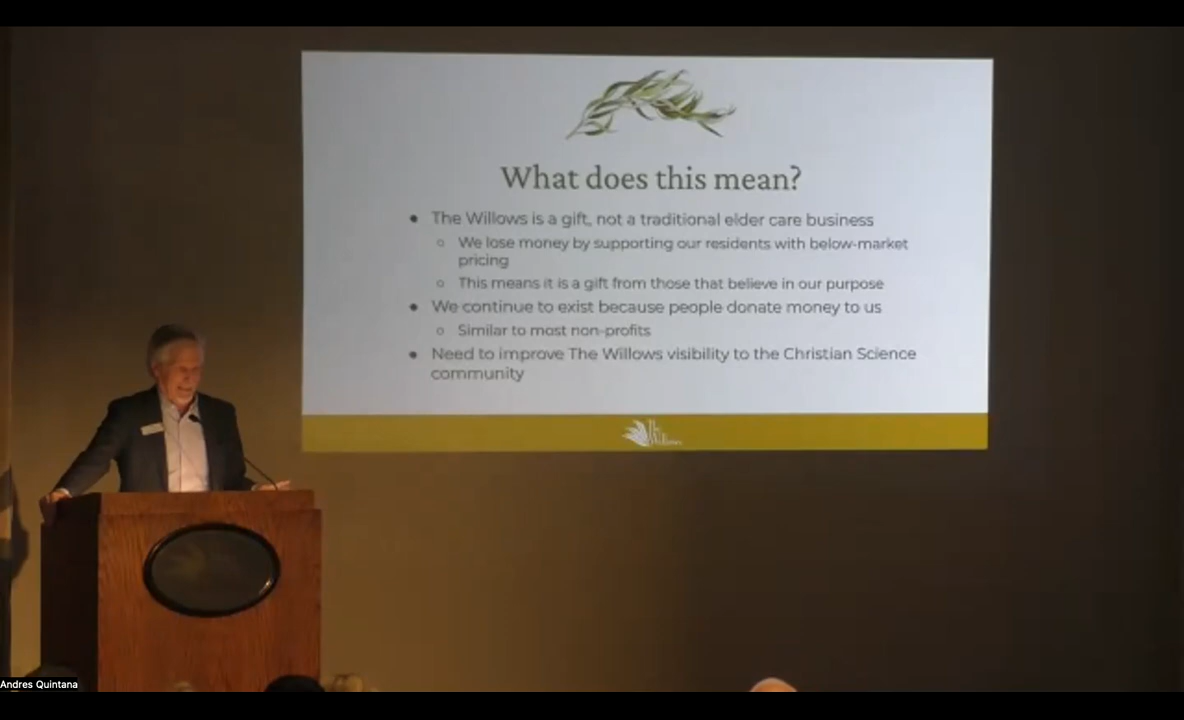 What does this mean?
● The Willows is a gift, not a traditional elder care business
○ We lose money by supporting our residents with below-market
pricing
○ This means it is a gift from those that believe in our purpose
● We continue to exist because people donate money to us
○ Similar to most non-profits
● Need to improve The Willows visibility to the Christian Science
community
The
Willows
Andres Quintana